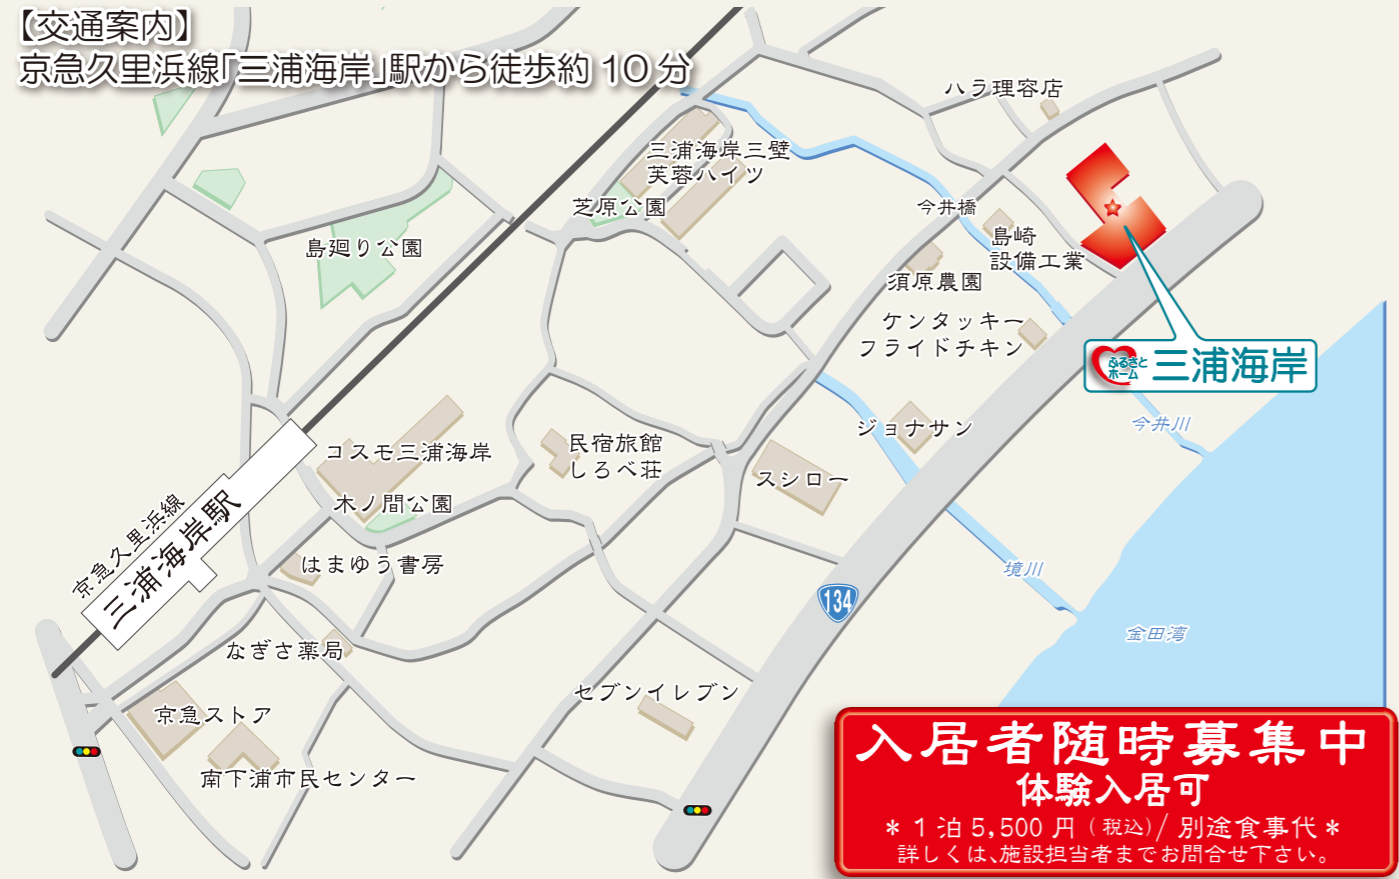 【交通案内】
京急久里浜線「三浦海岸」駅から徒歩約 10 分
ハラ理容店
三浦海岸三壁
芙蓉ハイツ
芝原公園
今井橋
島廻り公園
島崎
設備工業
須原農園
ケンタッキー
フライドチキン
ふるさと
ホーム
三浦海岸
今井川
ジョナサン
コスモ三浦海岸
民宿旅館
しるべ荘
スシロー
木ノ間公園
京急久里浜線
三浦海岸駅
はまゆう書房
境川
134
金田湾
なぎさ薬局
セブンイレブン
京急ストア
南下浦市民センター
入居者随時募集中
体験入居可
＊ 1 泊 5,500 円（税込）/ 別途食事代 ＊
詳しくは、施設担当者までお問合せ下さい。